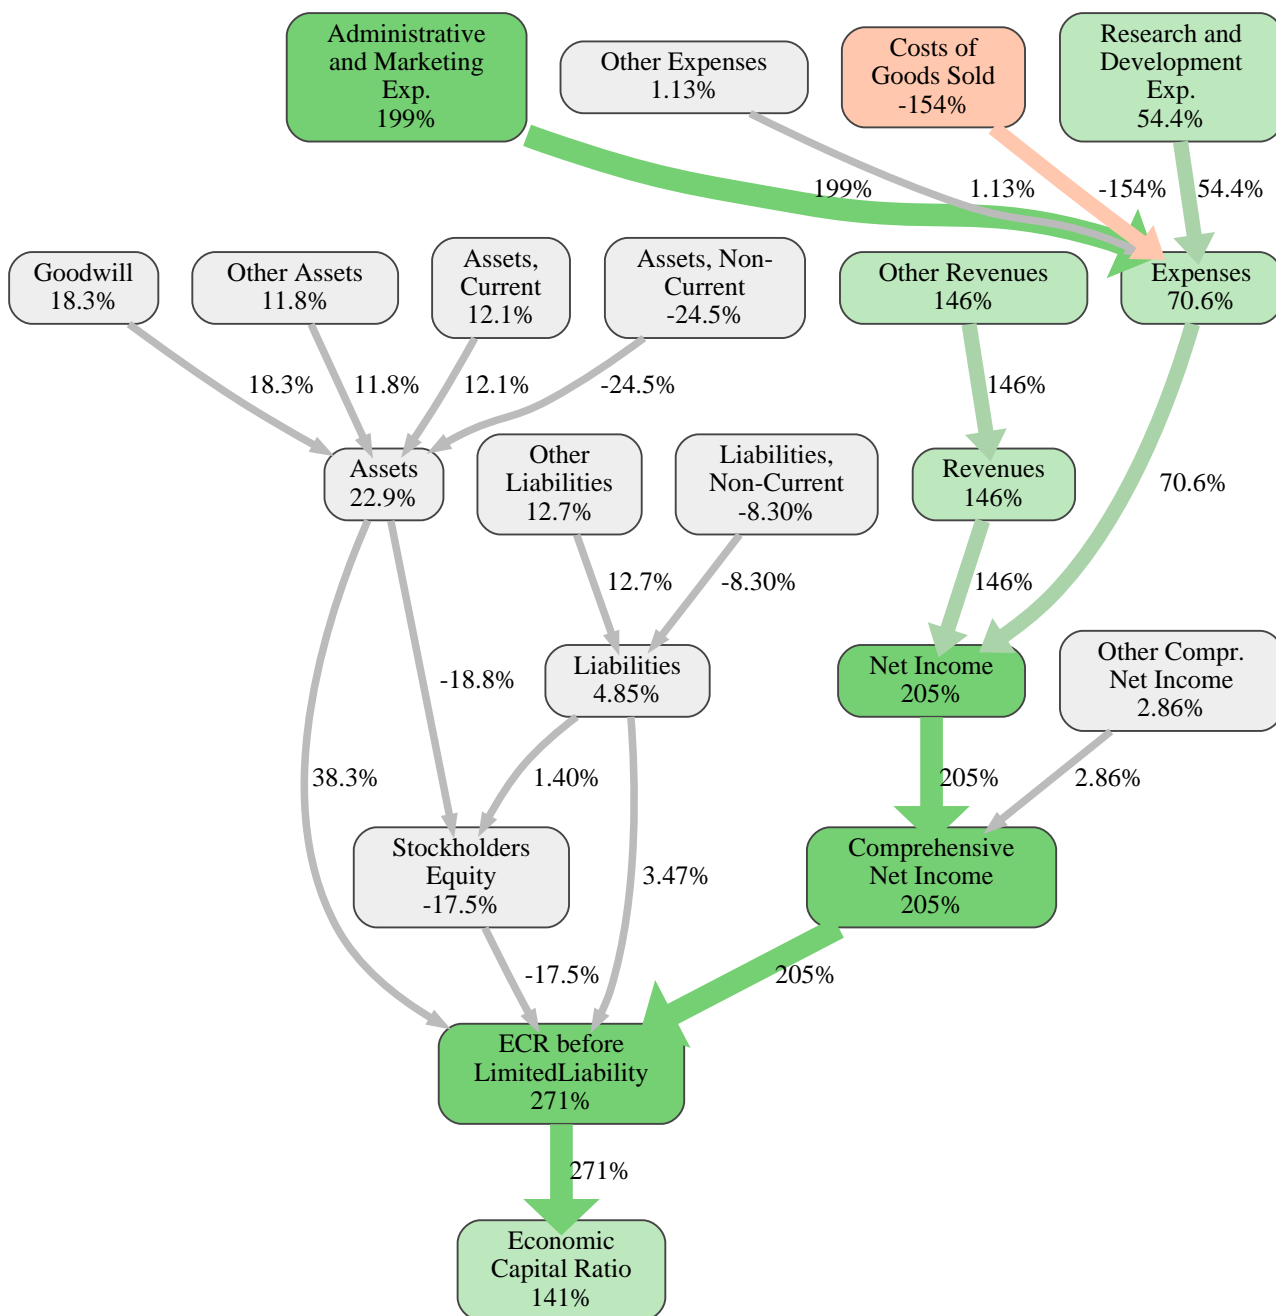 Administrative
and Marketing
Exp.
199%
Other Expenses
1.13%
Costs of
Goods Sold
-154%
Research and
Development
Exp.
54.4%
199%
1.13%
-154%
54.4%
Goodwill
18.3%
Other Assets
11.8%
Assets,
Current
12.1%
Assets, Non-
Current
-24.5%
Other Revenues
146%
Expenses
70.6%
18.3%
11.8%
12.1%
-24.5%
146%
70.6%
Assets
22.9%
Other
Liabilities
12.7%
Liabilities,
Non-Current
-8.30%
Revenues
146%
12.7%
-8.30%
146%
-18.8%
Liabilities
4.85%
Net Income
205%
Other Compr.
Net Income
2.86%
38.3%
1.40%
205%
2.86%
Stockholders
Equity
-17.5%
3.47%
Comprehensive
Net Income
205%
-17.5%
205%
ECR before
LimitedLiability
271%
271%
Economic
Capital Ratio
141%